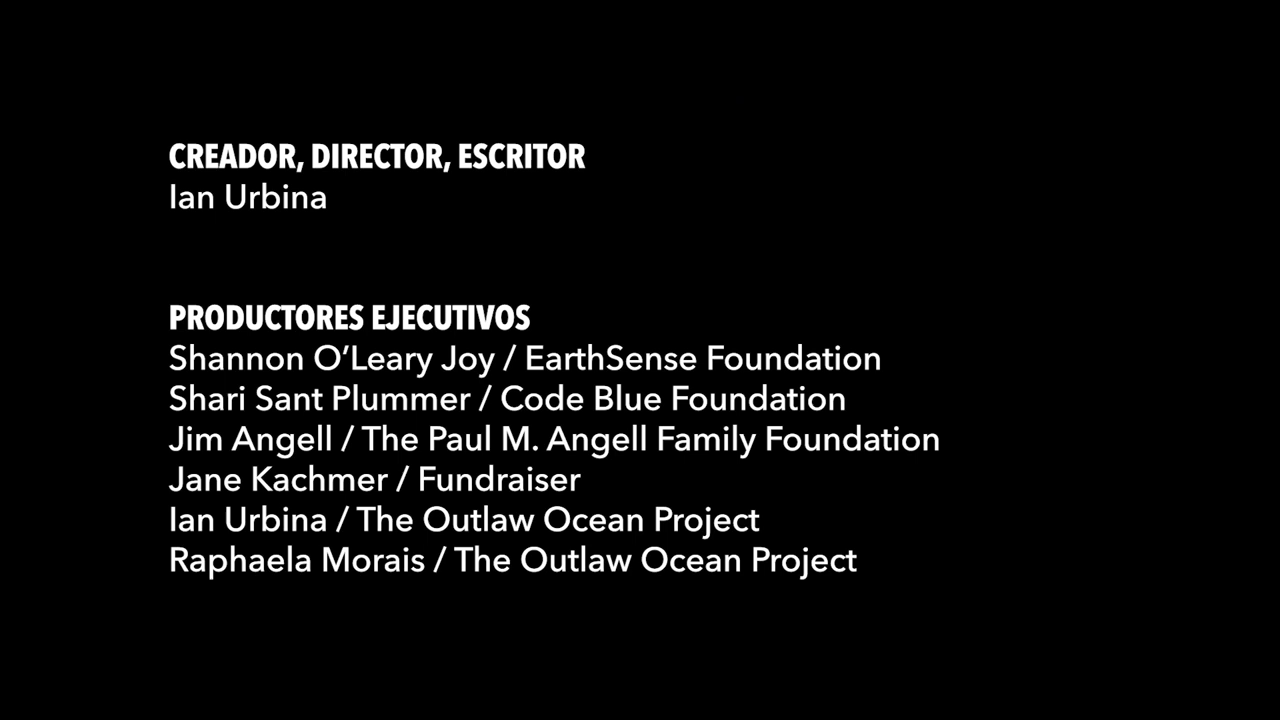 CREADOR, DIRECTOR, ESCRITOR
Ian Urbina
PRODUCTORES EJECUTIVOS
Shannon O’Leary Joy / EarthSense Foundation
Shari Sant Plummer / Code Blue Foundation
Jim Angell / The Paul M. Angell Family Foundation
Jane Kachmer / Fundraiser
Ian Urbina / The Outlaw Ocean Project
Raphaela Morais / The Outlaw Ocean Project